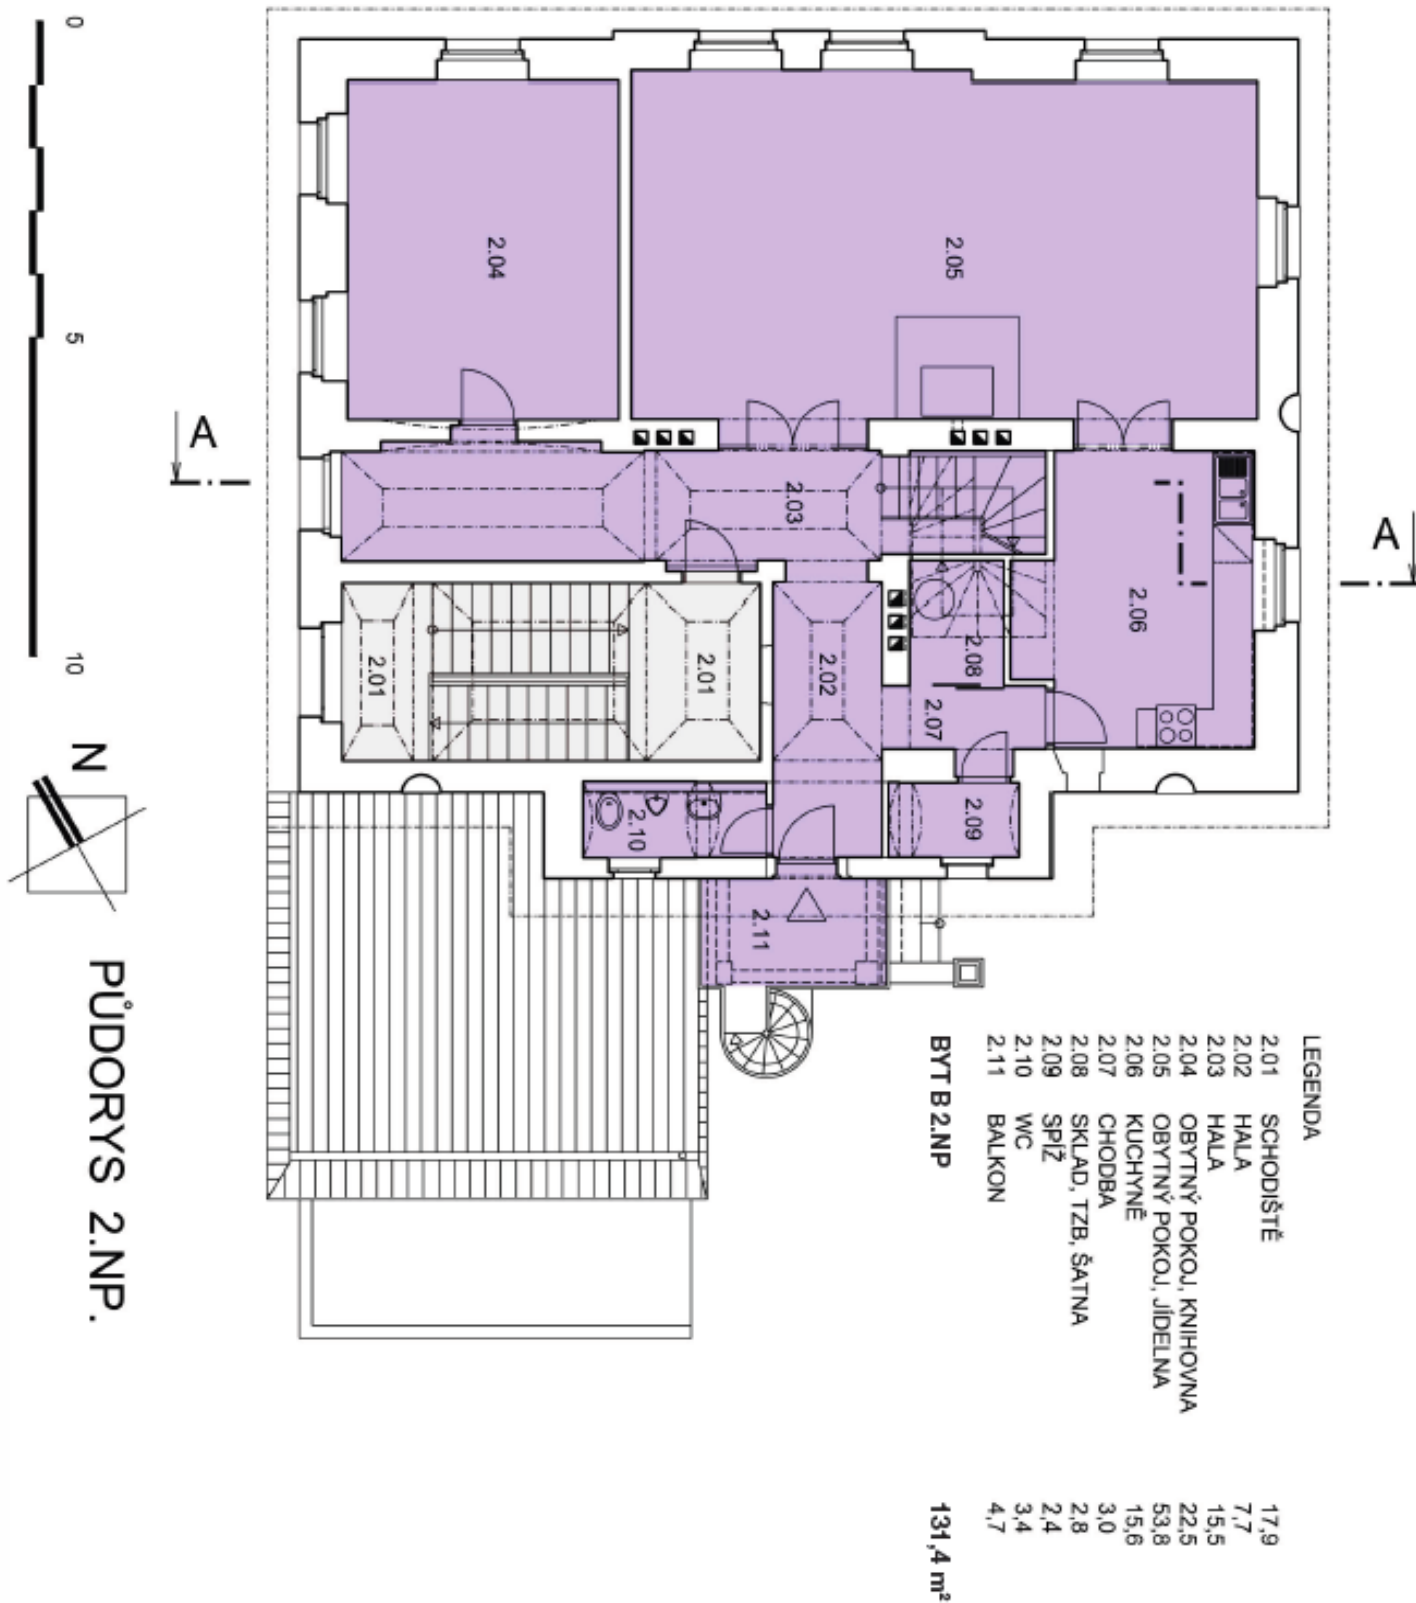 PŮDORYS 2.NP.
N
0
5
10
A
A
2.04
2.05
2.03
2.06
2.01
2.01
2.02
2.08
2.07
2.10
2.09
2.11
LEGENDA
2.01 SCHODIŠTĚ 17,9
2.02 HALA 7,7
2.03 HALA 15,5
2.04 OBYTNÝ POKOJ, KNIHOVNA 22,5
2.05 OBYTNÝ POKOJ, JÍDELNA 53,8
2.06 KUCHYNĚ 15,6
2.07 CHODBA 3,0
2.08 SKLAD, TZB, ŠATNA 2,8
2.09 SPÍŽ 2,4
2.10 WC 3,4
2.11 BALKON 4,7
BYT B 2.NP 131,4 m²